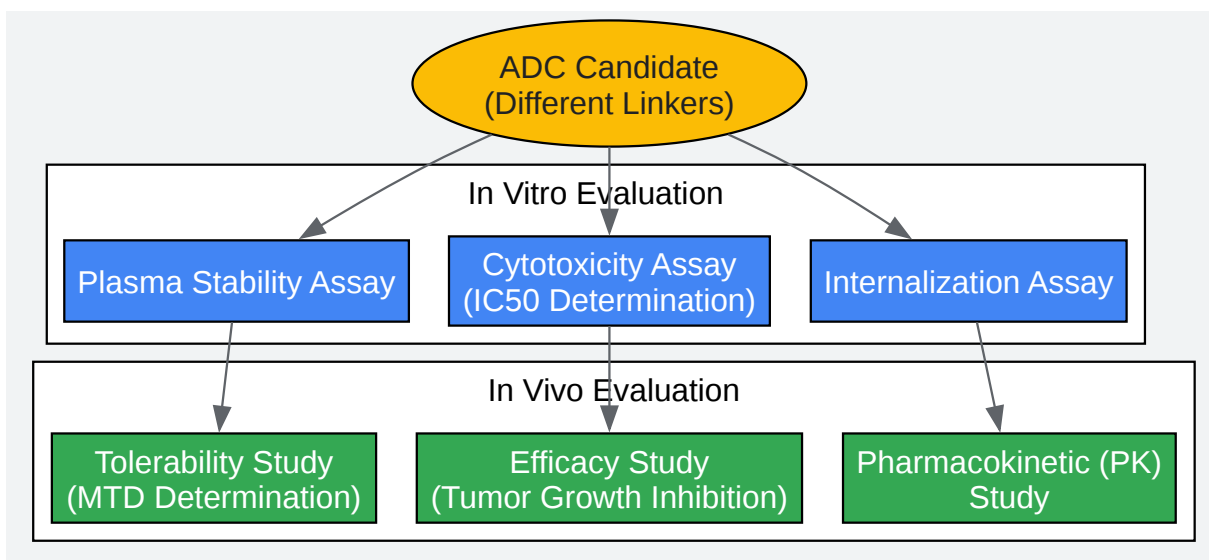 ADC Candidate
(Different Linkers)
In Vitro Evaluation
Plasma Stability Assay
Cytotoxicity Assay
(IC50 Determination)
Internalization Assay
In Vivo Evaluation
Tolerability Study
(MTD Determination)
Efficacy Study
(Tumor Growth Inhibition)
Pharmacokinetic (PK)
Study